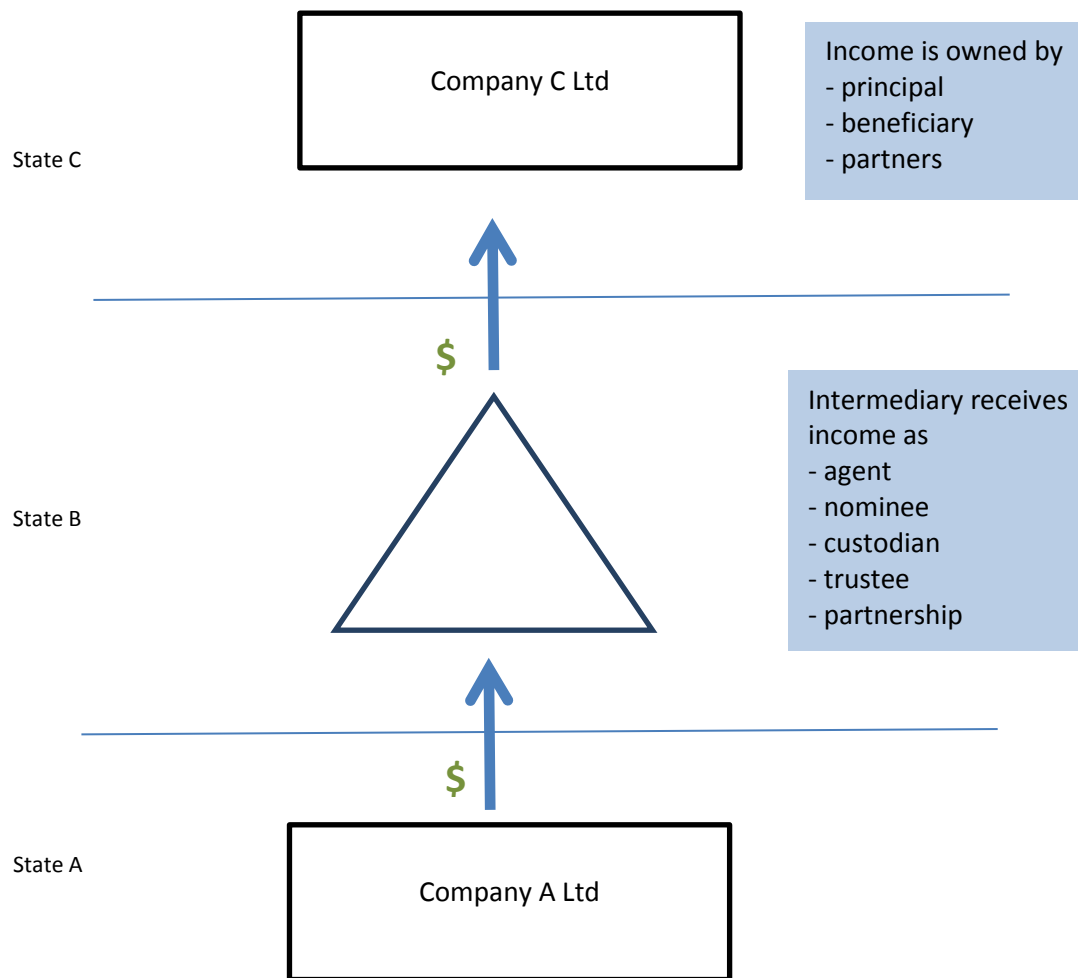 Company C Ltd
Income is owned by
- principal
- beneficiary
- partners
State C
$
Intermediary receives
income as
- agent
- nominee
- custodian
- trustee
- partnership
State B
$
State A
Company A Ltd